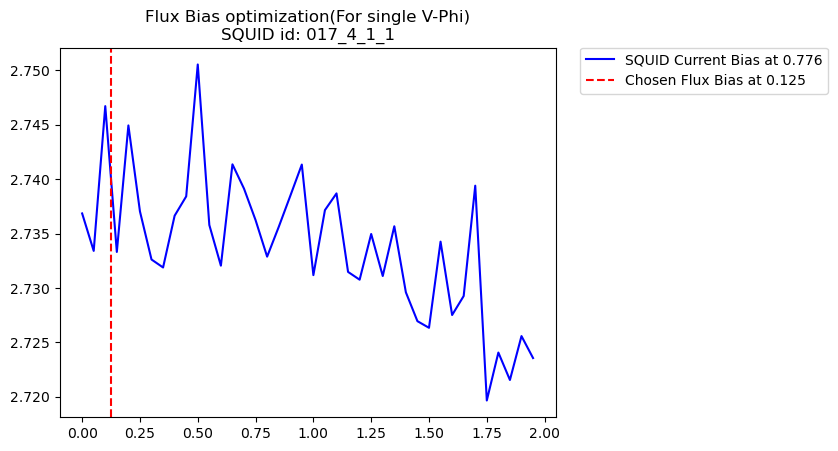 Flux Bias optimization(For single V-Phi)
SQUID id: 017_4_1_1
SQUID Current Bias at 0.776
Chosen Flux Bias at 0.125
2.750
2.745
2.740
2.735
2.730
2.725
2.720
0.00 0.25 0.50 0.75 1.00 1.25 1.50 1.75 2.00